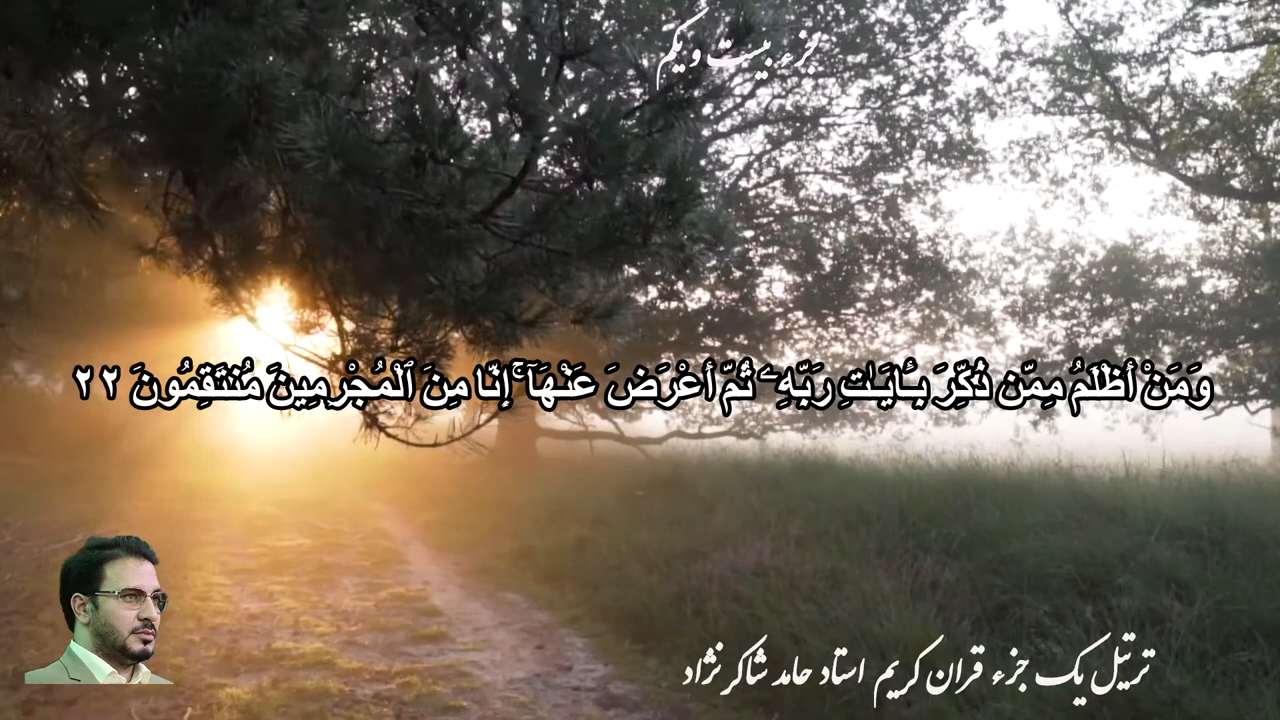 جزء بیست و یکم
وَمَنْ أَظْلَمُ مِمَّن ذُكِّرَ بِـَٔايَـٰتِ رَبِّهِۦ ثُمَّ أَعْرَضَ عَنْهَآ ۚ إِنَّا مِنَ ٱلْمُجْرِمِينَ مُنتَقِمُونَ ٢٢
ترتیل یک جزء قران کریم استاد حامد شاکرنژاد